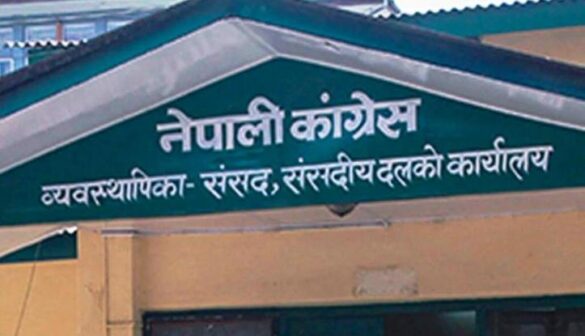 नेपाली कांग्रेस
व्यवस्थापिका- संसद, संसदीय दलको कार्यालय